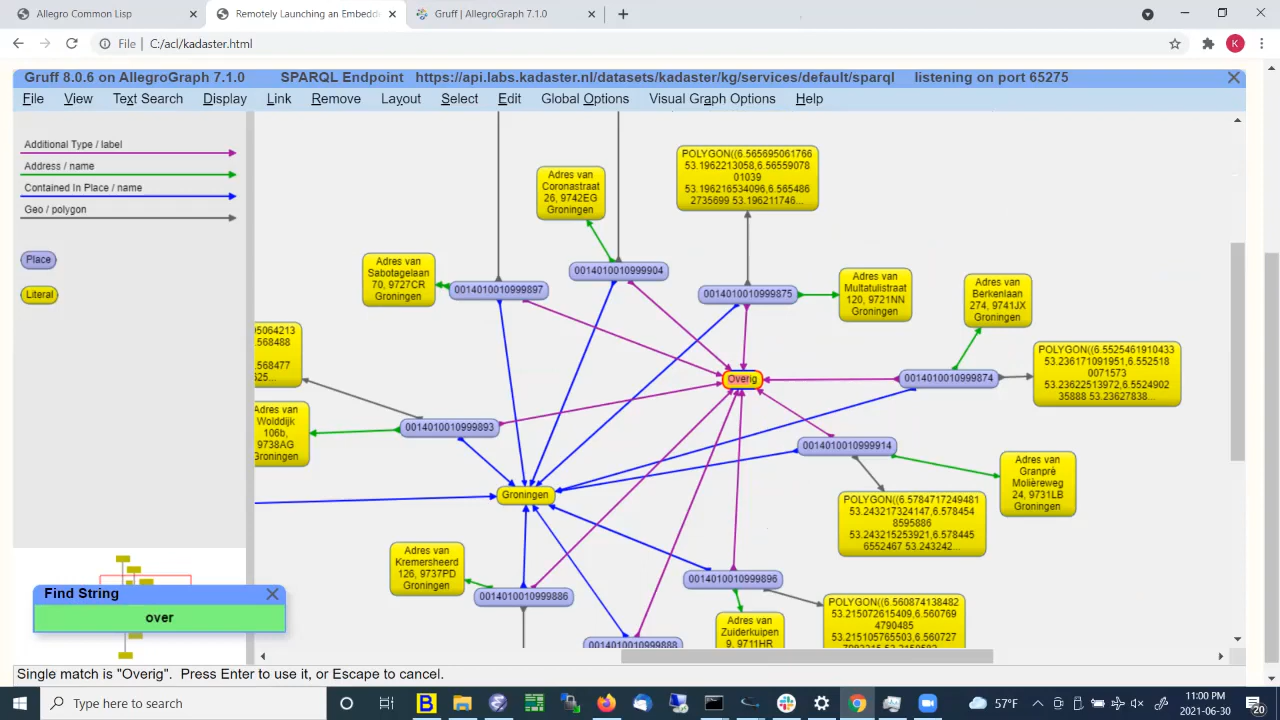 Allegro Common Lisp
Remotely Launching an Embedde
Gruff | AllegroGraph 7.1.0
File
C:/acl/kadaster.html
K
Gruff 8.0.6 on AllegroGraph 7.1.0
SPARQL Endpoint
https://api.labs.kadaster.nl/datasets/kadaster/kg/services/default/sparql
listening on port 65275
File
View
Text Search
Display
Link
Remove
Layout
Select
Edit
Global Options
Visual Graph Options
Help
Additional Type / label
Address / name
Contained In Place / name
Geo / polygon
Place
Literal
POLYGON((6.565695061766
53.1962213058,6.56559078
01039
53.196216534096,6.565486
2735699 53.196211746...
Adres van
Coronastraat
26, 9742EG
Groningen
Adres van
Sabotagelaan
70, 9727CR
Groningen
0014010010999897
0014010010999904
0014010010999875
Adres van
Multatulistraat
120, 9721NN
Groningen
Adres van
Berkenlaan
274, 9741JX
Groningen
95064213
.568488
.568477
625...
Overig
0014010010999874
POLYGON((6.5525461910433
53.236171091951,6.552518
0071573
53.23622513972,6.5524902
35888 53.23627838...
Adres van
Wolddijk
106b,
9738AG
Groningen
0014010010999893
0014010010999914
Adres van
Granpré
Molièreweg
24, 9731LB
Groningen
Groningen
POLYGON((6.5784717249481
53.243217324147,6.578454
8595886
53.243215253921,6.578445
6552467 53.243242...
Adres van
Kremersheerd
126, 9737PD
Groningen
0014010010999886
0014010010999896
POLYGON((6.560874138482
53.215072615409,6.560769
4790485
53.215105765503,6.560727
Adres van
Zuiderkuipen
9, 9711HR
0014010010999888
Find String
over
Single match is "Overig". Press Enter to use it, or Escape to cancel.
Type here to search
B
57°F
11:00 PM
2021-06-30
20